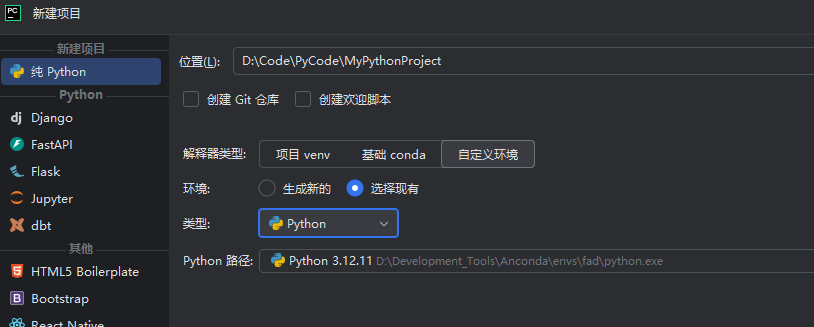 PC
新建项目
新建项目
纯 Python
Python
dj Django
FastAPI
Flask
Jupyter
dbt
其他
HTML5 Boilerplate
B Bootstrap
React Native
位置(L): D:\Code\PyCode\MyPythonProject
创建 Git 仓库 创建欢迎脚本
解释器类型: 项目 venv 基础 conda 自定义环境
环境: 生成新的 选择现有
类型: Python
Python 路径: Python 3.12.11 D:\Development_Tools\Anconda\envs\fad\python.exe